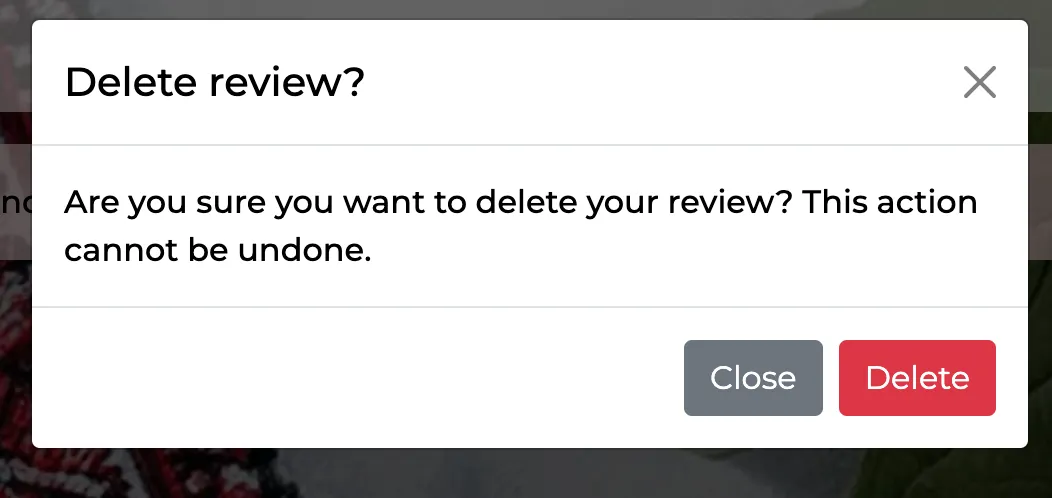 Delete review?
Are you sure you want to delete your review? This action
cannot be undone.
Close
Delete